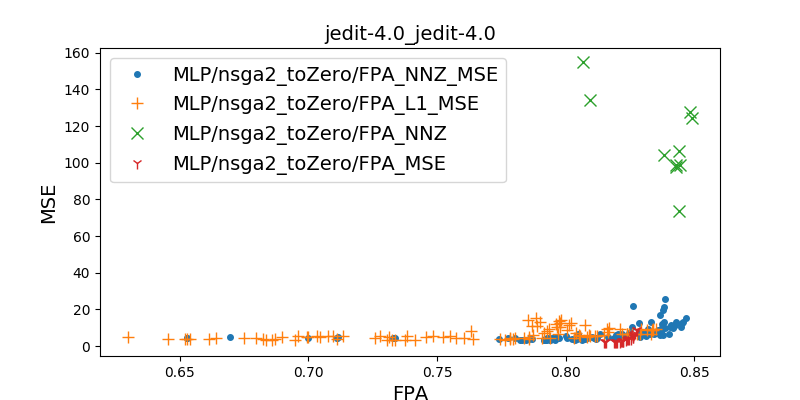 jedit-4.0_jedit-4.0
160
140
120
100
80
60
40
20
0
MSE
MLP/nsga2_toZero/FPA_NNZ_MSE
MLP/nsga2_toZero/FPA_L1_MSE
MLP/nsga2_toZero/FPA_NNZ
MLP/nsga2_toZero/FPA_MSE
0.65 0.70 0.75 0.80 0.85
FPA